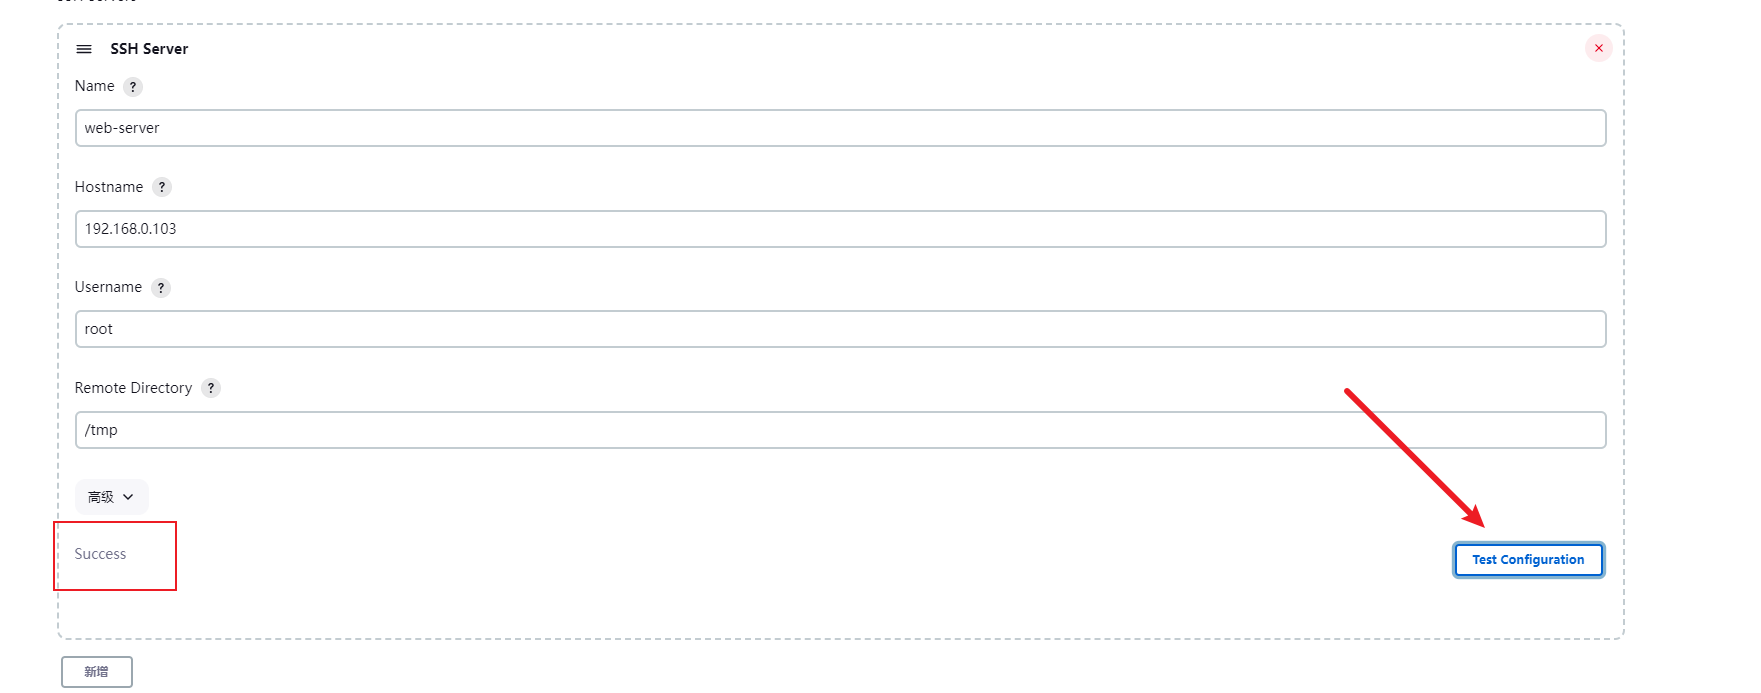 SSH Server
Name ?
web-server
Hostname ?
192.168.0.103
Username ?
root
Remote Directory ?
/tmp
高级
Success
Test Configuration
新增